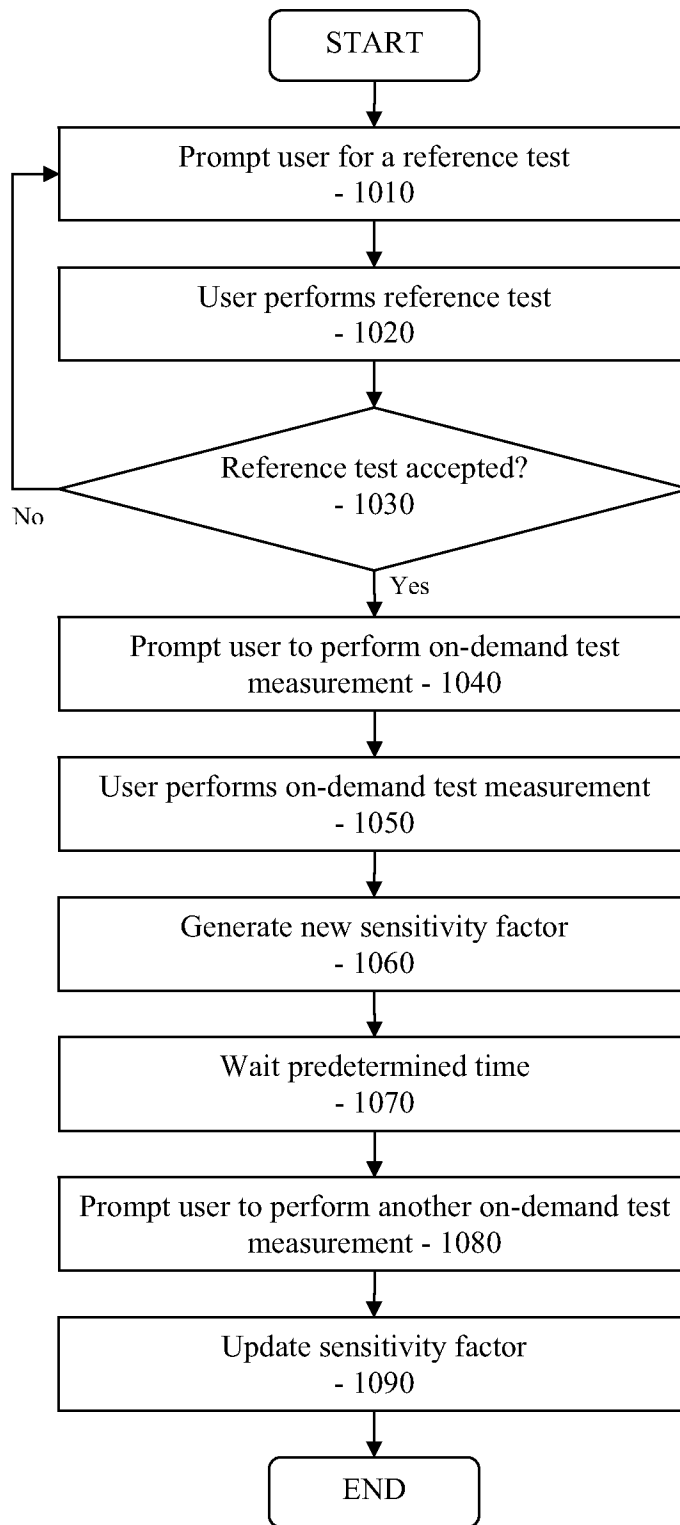 START
Prompt user for a reference test
- 1010
User performs reference test
- 1020
Reference test accepted?
- 1030
No
Yes
Prompt user to perform on-demand test
measurement - 1040
User performs on-demand test measurement
- 1050
Generate new sensitivity factor
- 1060
Wait predetermined time
- 1070
Prompt user to perform another on-demand test
measurement - 1080
Update sensitivity factor
- 1090
END